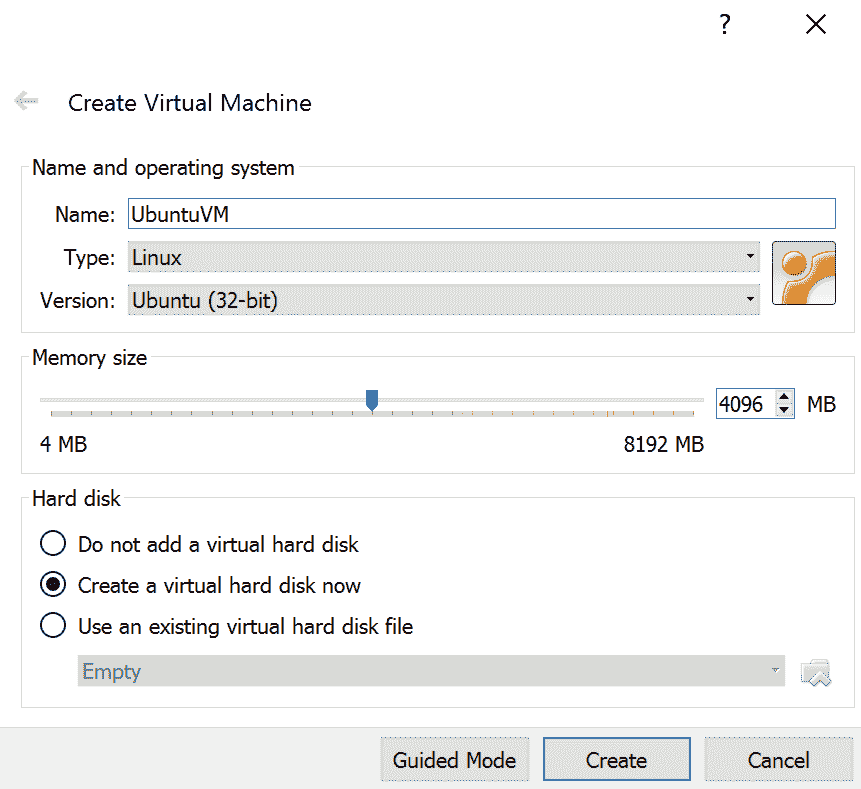 ?
Create Virtual Machine
Name and operating system
Name: UbuntuVM
Type: Linux
Version: Ubuntu (32-bit)
Memory size
4096 MB
4 MB 8192 MB
Hard disk
Do not add a virtual hard disk
Create a virtual hard disk now
Use an existing virtual hard disk file
Empty
Guided Mode Create Cancel